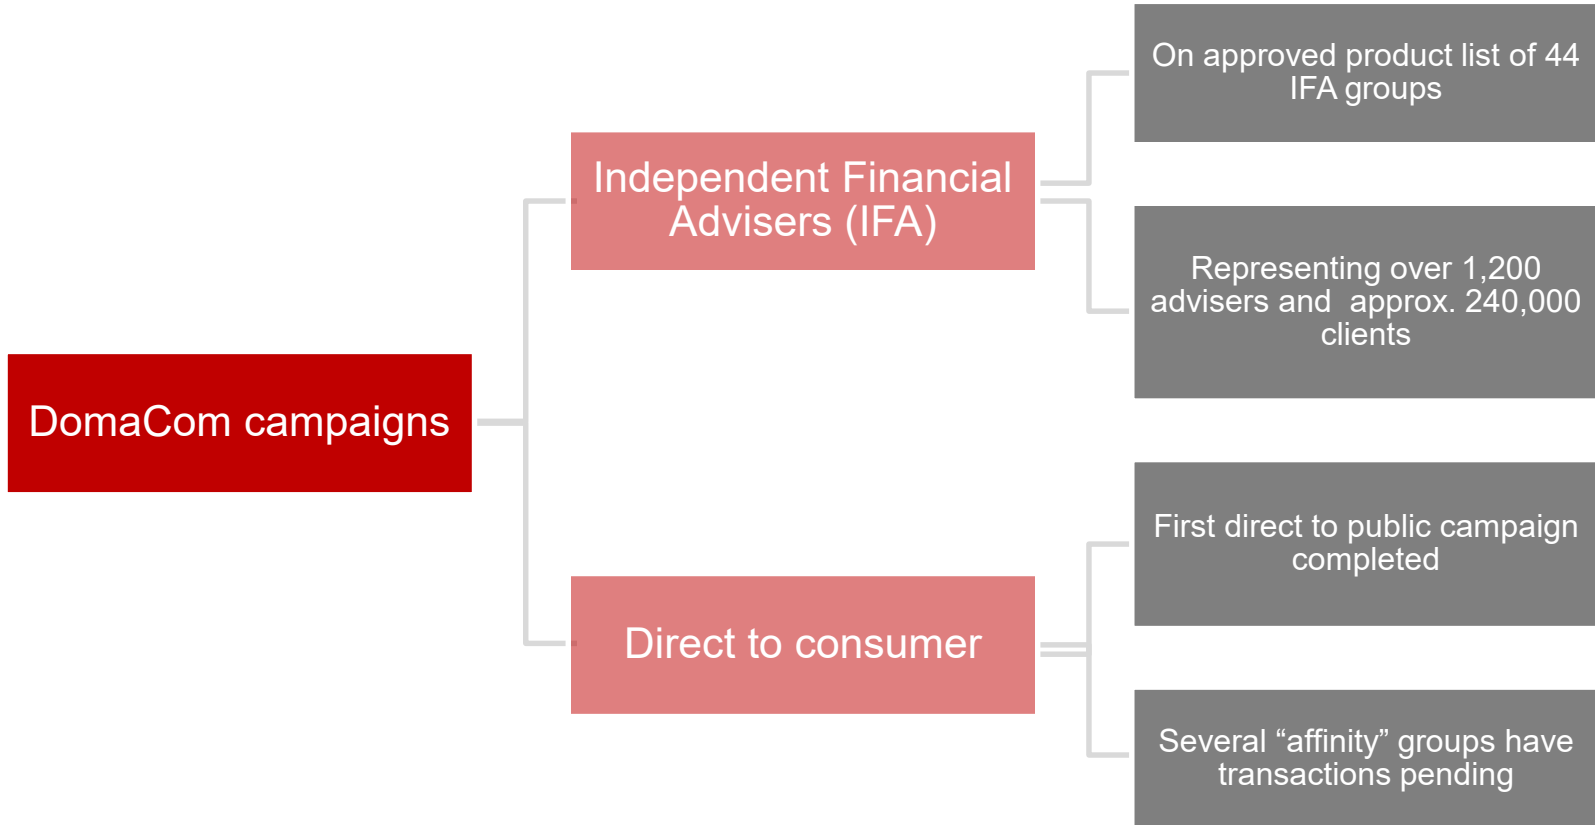 On approved product list of 44
IFA groups
Independent Financial
Advisers (IFA)
Representing over 1,200
advisers and  approx. 240,000
clients
DomaCom campaigns
First direct to public campaign
completed
Direct to consumer
Several “affinity” groups have
transactions pending